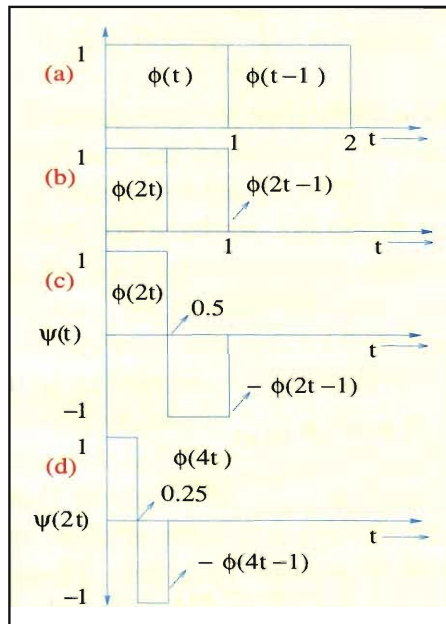 1
(a)
ϕ(t)
ϕ(t−1)
1
2
t
1
(b)
ϕ(2t)
ϕ(2t−1)
1
t
1
(c)
ϕ(2t)
0.5
ψ(t)
t
−1
− ϕ(2t−1)
1
(d)
ϕ(4t)
0.25
ψ(2t)
t
− ϕ(4t−1)
−1